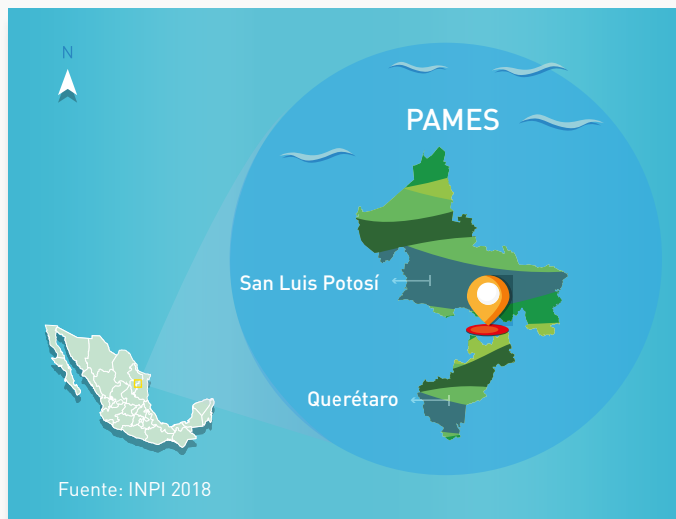 N
PAMES
San Luis Potosí
Querétaro
Fuente: INPI 2018